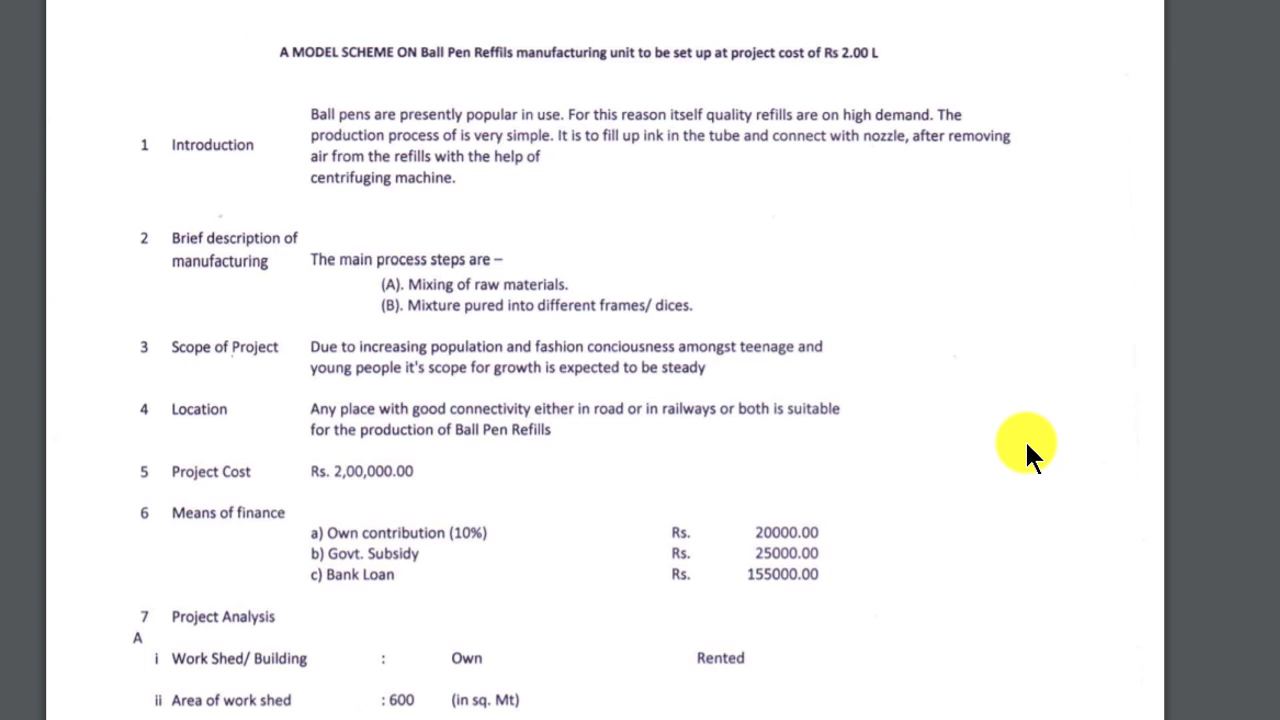 A MODEL SCHEME ON Ball Pen Reffils manufacturing unit to be set up at project cost of Rs 2.00 L
Ball pens are presently popular in use. For this reason itself quality refills are on high demand. The
1 Introduction production process of is very simple. It is to fill up ink in the tube and connect with nozzle, after removing
air from the refills with the help of
centrifuging machine.
2 Brief description of
manufacturing The main process steps are –
(A). Mixing of raw materials.
(B). Mixture pured into different frames/ dices.
3 Scope of Project Due to increasing population and fashion conciousness amongst teenage and
young people it's scope for growth is expected to be steady
4 Location Any place with good connectivity either in road or in railways or both is suitable
for the production of Ball Pen Refills
5 Project Cost Rs. 2,00,000.00
6 Means of finance
a) Own contribution (10%) Rs. 20000.00
b) Govt. Subsidy Rs. 25000.00
c) Bank Loan Rs. 155000.00
7 Project Analysis
A
i Work Shed/ Building : Own Rented
ii Area of work shed : 600 (in sq. Mt)